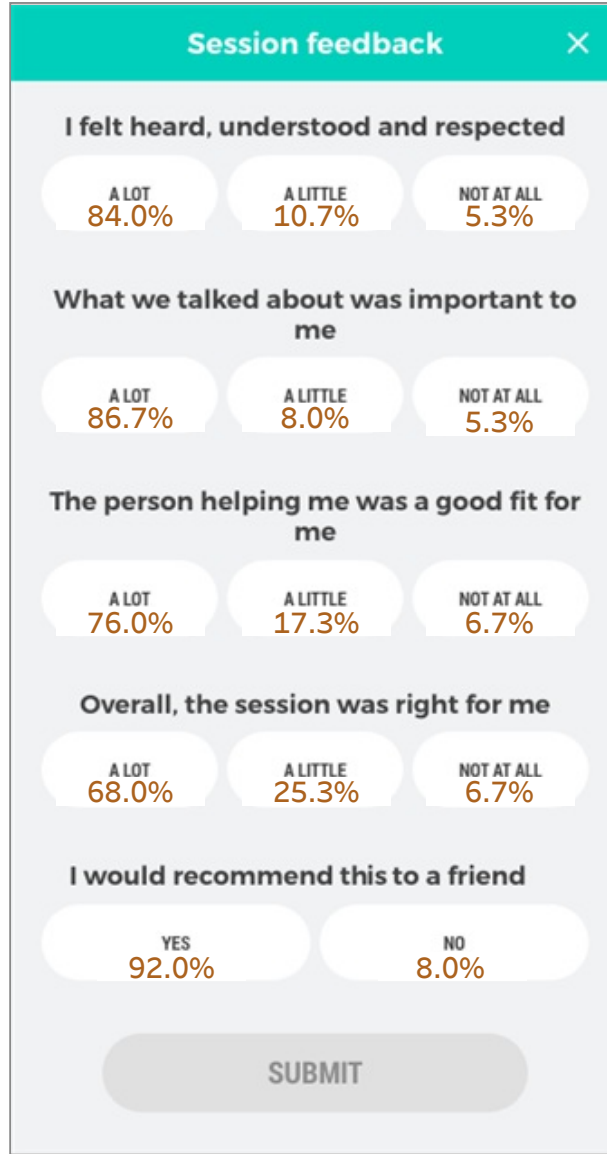 Session feedback ×
I felt heard, understood and respected
A LOT A LITTLE NOT AT ALL
84.0% 10.7% 5.3%
What we talked about was important to
me
A LOT A LITTLE NOT AT ALL
86.7% 8.0% 5.3%
The person helping me was a good fit for
me
A LOT A LITTLE NOT AT ALL
76.0% 17.3% 6.7%
Overall, the session was right for me
A LOT A LITTLE NOT AT ALL
68.0% 25.3% 6.7%
I would recommend this to a friend
YES NO
92.0% 8.0%
SUBMIT